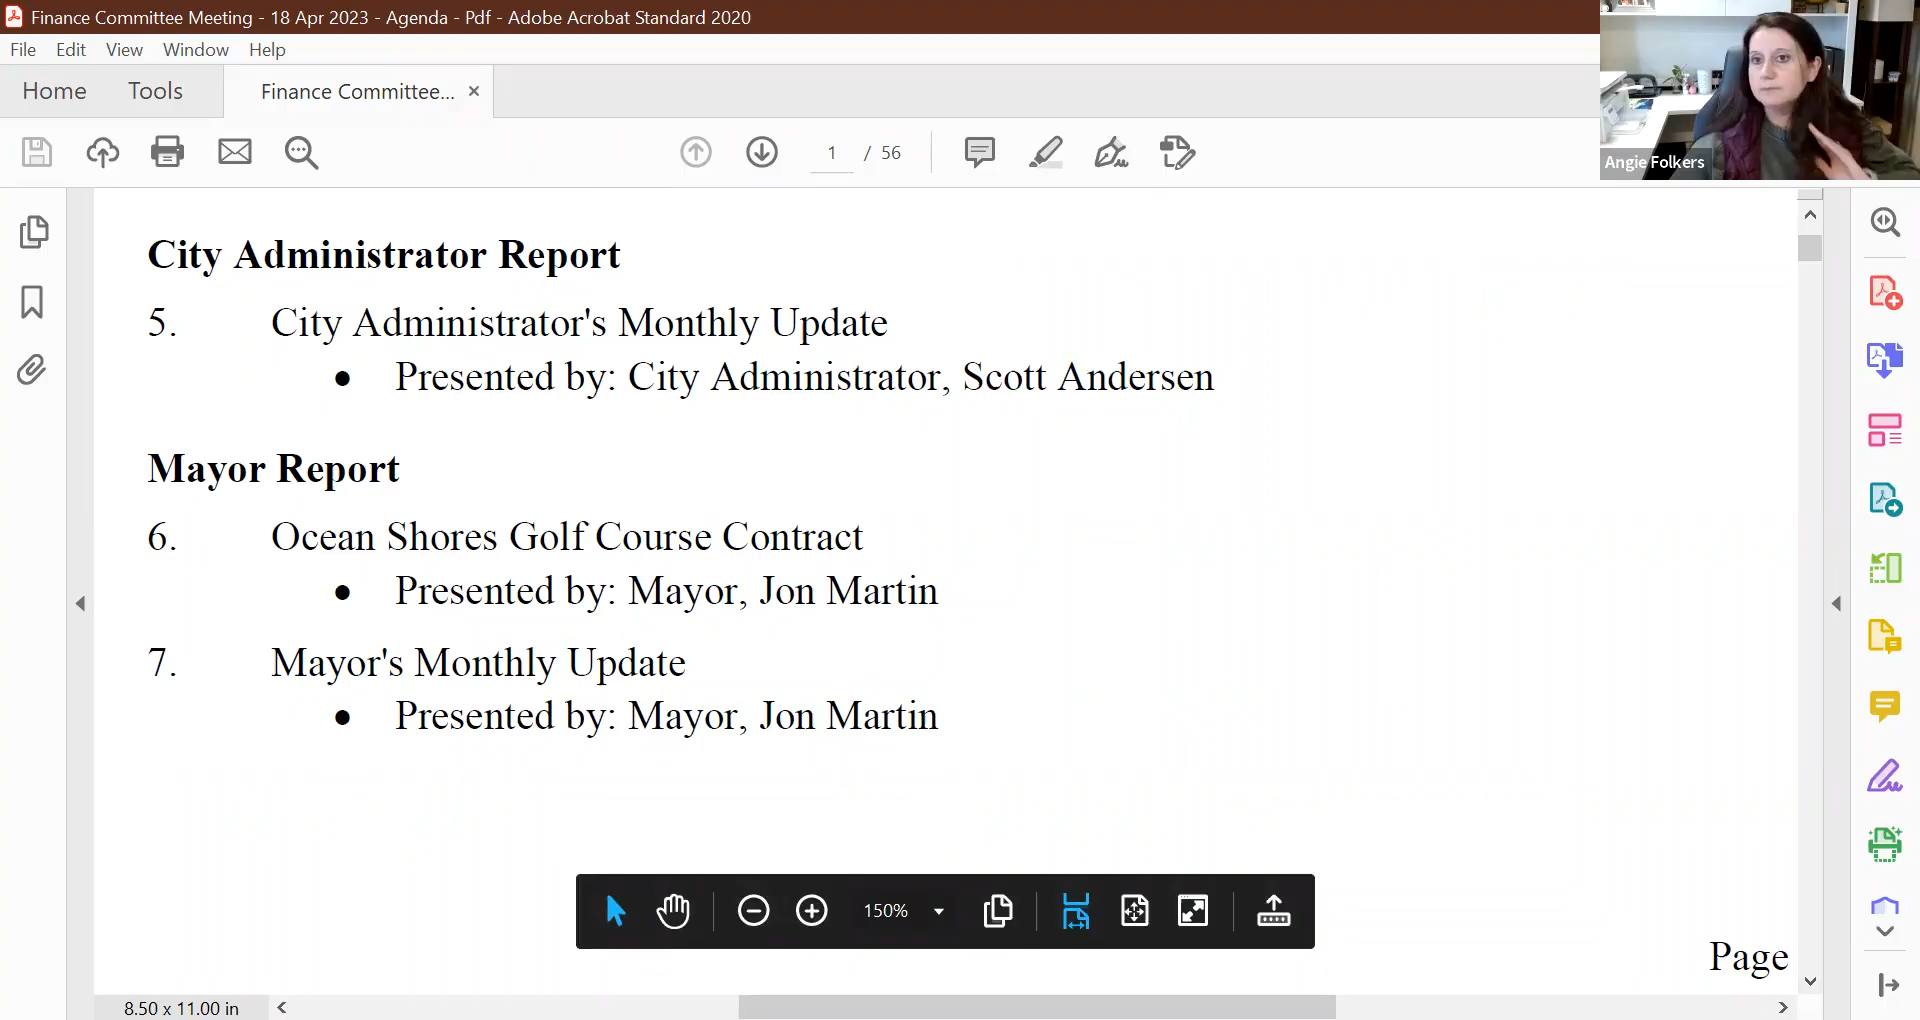 Finance Committee Meeting - 18 Apr 2023 - Agenda - Pdf - Adobe Acrobat Standard 2020
File Edit View Window Help
Home Tools Finance Committee... ×
1 / 56
Angie Folkers
City Administrator Report
5. City Administrator's Monthly Update
• Presented by: City Administrator, Scott Andersen
Mayor Report
6. Ocean Shores Golf Course Contract
• Presented by: Mayor, Jon Martin
7. Mayor's Monthly Update
• Presented by: Mayor, Jon Martin
150%
Page
8.50 x 11.00 in